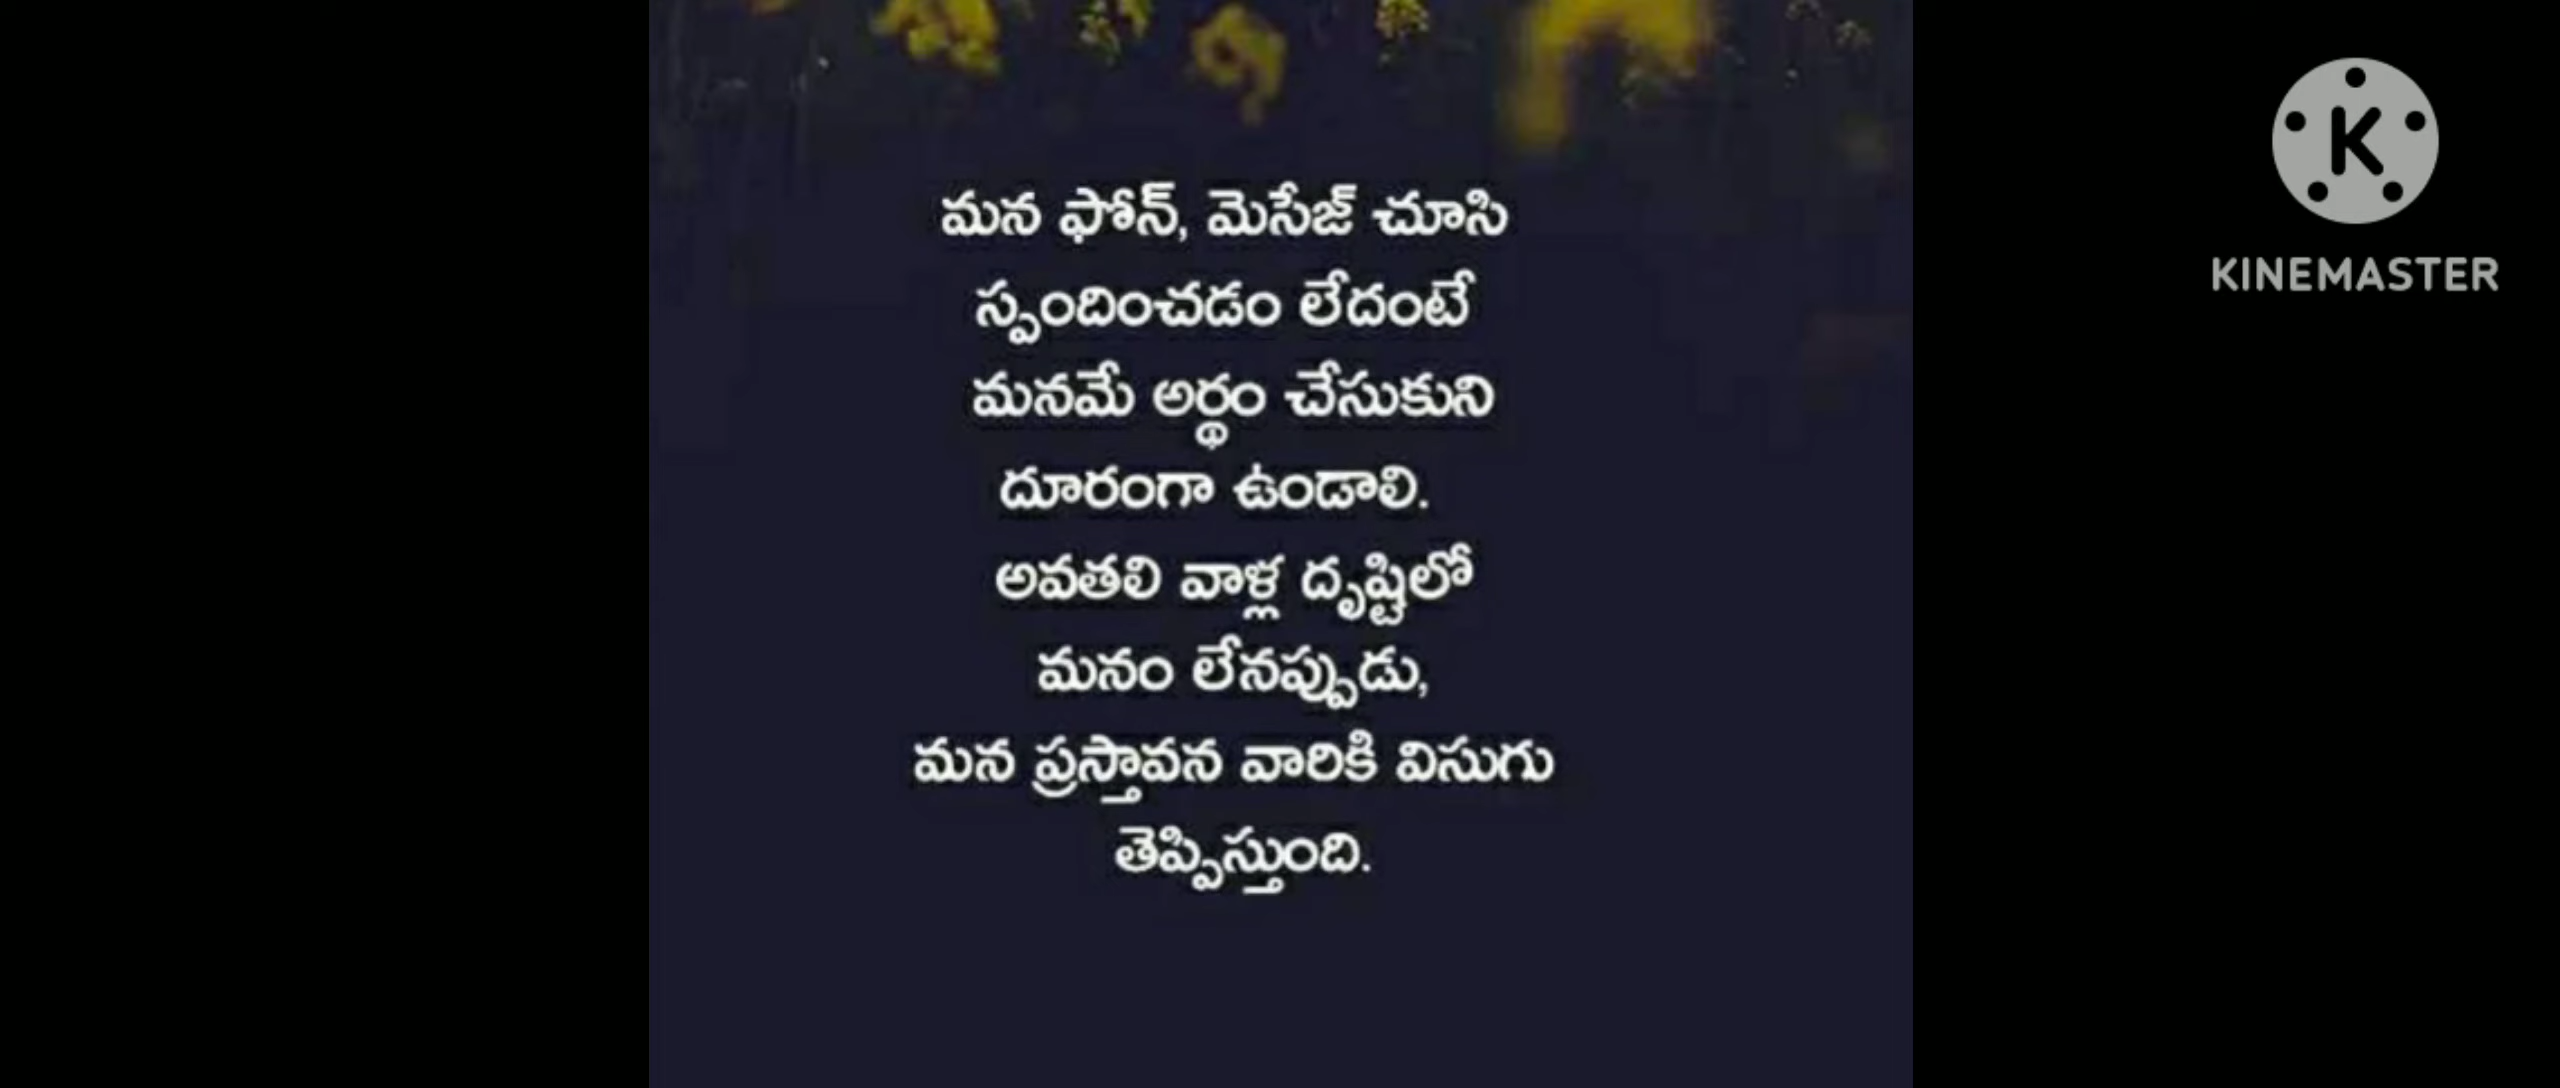 మన ఫోన్, మెసేజ్ చూసి
స్పందించడం లేదంటే
మనమే అర్థం చేసుకుని
దూరంగా ఉండాలి.
అవతలి వాళ్ల దృష్టిలో
మనం లేనప్పుడు,
మన ప్రస్తావన వారికి విసుగు
తెప్పిస్తుంది.
K
KINEMASTER